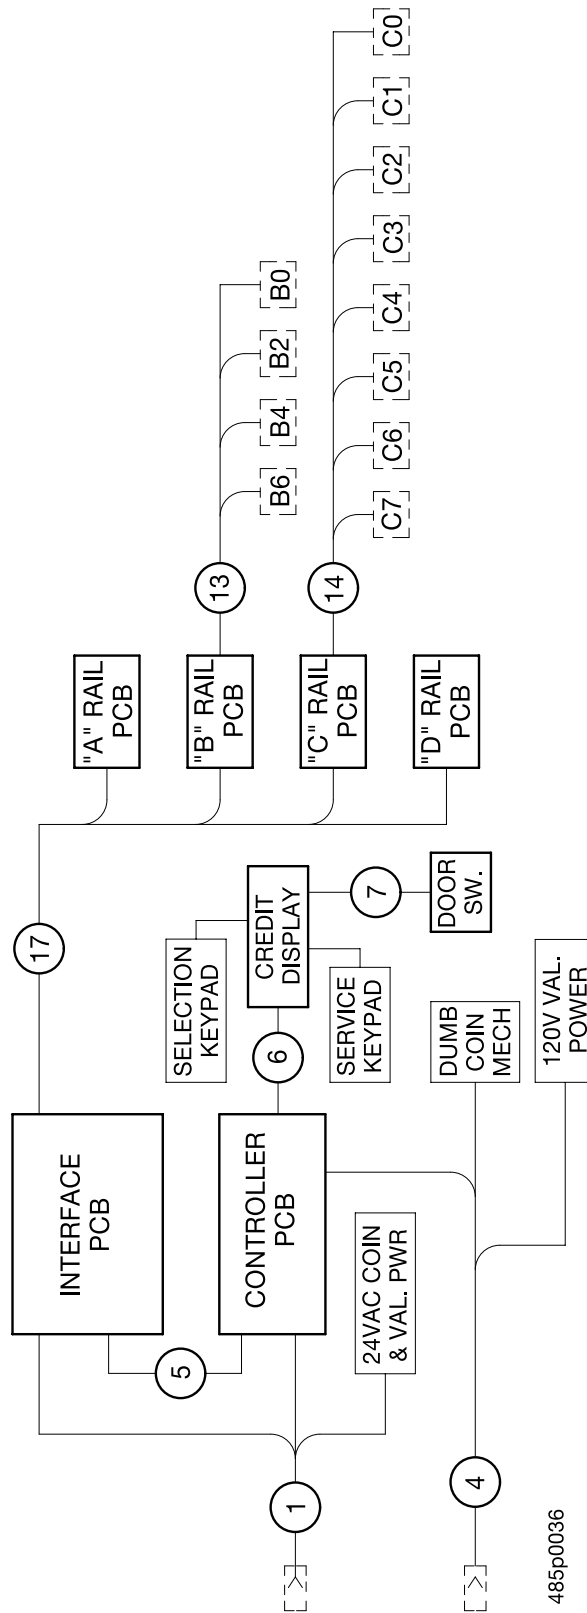 INTERFACE
PCB
17
"A" RAIL
PCB
5
SELECTION
KEYPAD
"B" RAIL
PCB
13
B6
B4
B2
B0
CONTROLLER
PCB
6
CREDIT
DISPLAY
1
SERVICE
KEYPAD
7
DOOR
SW.
"C" RAIL
PCB
14
C7
C6
C5
C4
C3
C2
C1
C0
24VAC COIN
& VAL. PWR
"D" RAIL
PCB
4
DUMB
COIN
MECH
120V VAL.
POWER
485p0036